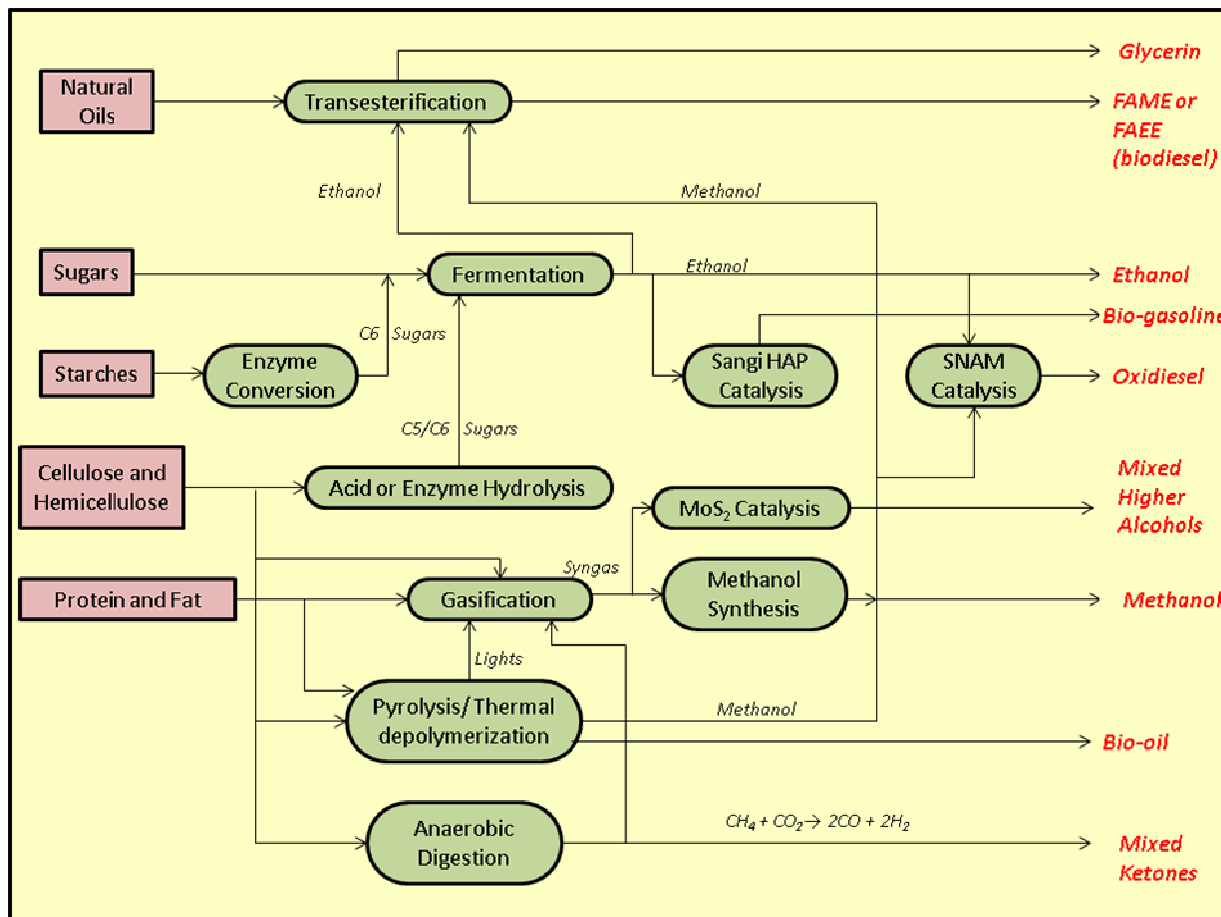 Glycerin
Natural
Oils
Transesterification
FAME or
FAEE
(biodiesel)
Ethanol
Methanol
Sugars
Fermentation
Ethanol
Ethanol
Bio-gasoline
C6 Sugars
Starches
Enzyme
Conversion
Sangi HAP
Catalysis
SNAM
Catalysis
Oxidiesel
C5/C6 Sugars
Cellulose and
Hemicellulose
Acid or Enzyme Hydrolysis
MoS₂ Catalysis
Mixed
Higher
Alcohols
Syngas
Protein and Fat
Gasification
Methanol
Synthesis
Methanol
Lights
Pyrolysis/ Thermal
depolymerization
Methanol
Bio-oil
Anaerobic
Digestion
CH₄ + CO₂→ 2CO + 2H₂
Mixed
Ketones